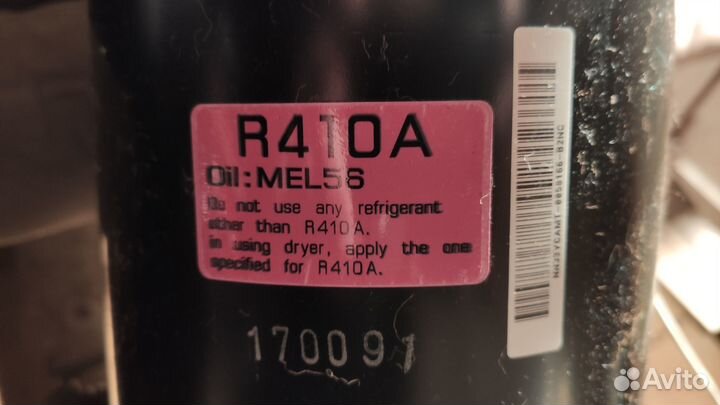 R410A
Oil:MEL56
Do not use any refrigerant
other than R410A.
in using dryer, apply the one
specified for R410A.
170091
Avito